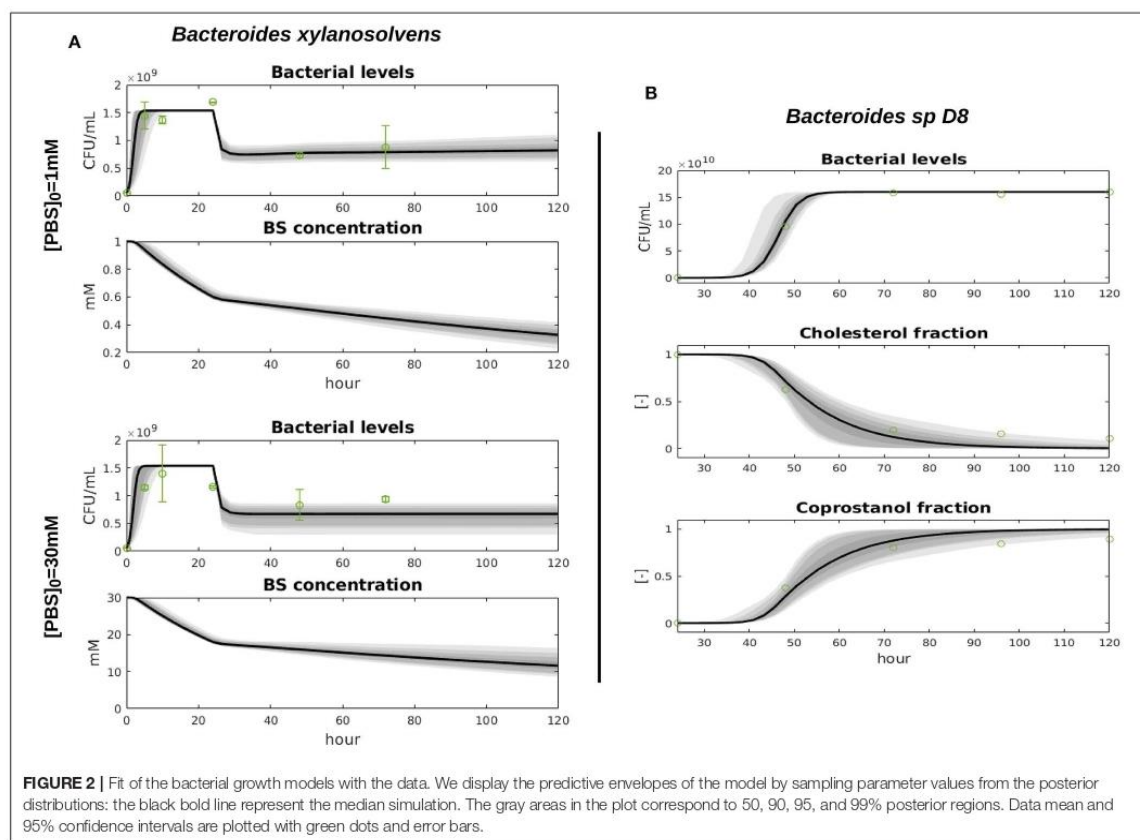 A
Bacteroides xylanosolvens
[PBS]0=1mM
Bacterial levels
×10^9
CFU/mL
2
1.5
1
0.5
0
0 20 40 60 80 100 120
BS concentration
mM
1
0.8
0.6
0.4
0.2
0 20 40 60 80 100 120
hour
[PBS]0=30mM
Bacterial levels
×10^9
CFU/mL
2
1.5
1
0.5
0
0 20 40 60 80 100 120
BS concentration
mM
30
20
10
0
0 20 40 60 80 100 120
hour
B
Bacteroides sp D8
Bacterial levels
×10^10
CFU/mL
20
15
10
5
0
30 40 50 60 70 80 90 100 110 120
Cholesterol fraction
[-]
1
0.5
0
30 40 50 60 70 80 90 100 110 120
Coprostanol fraction
[-]
1
0.5
0
30 40 50 60 70 80 90 100 110 120
hour
FIGURE 2 | Fit of the bacterial growth models with the data. We display the predictive envelopes of the model by sampling parameter values from the posterior
distributions: the black bold line represent the median simulation. The gray areas in the plot correspond to 50, 90, 95, and 99% posterior regions. Data mean and
95% confidence intervals are plotted with green dots and error bars.